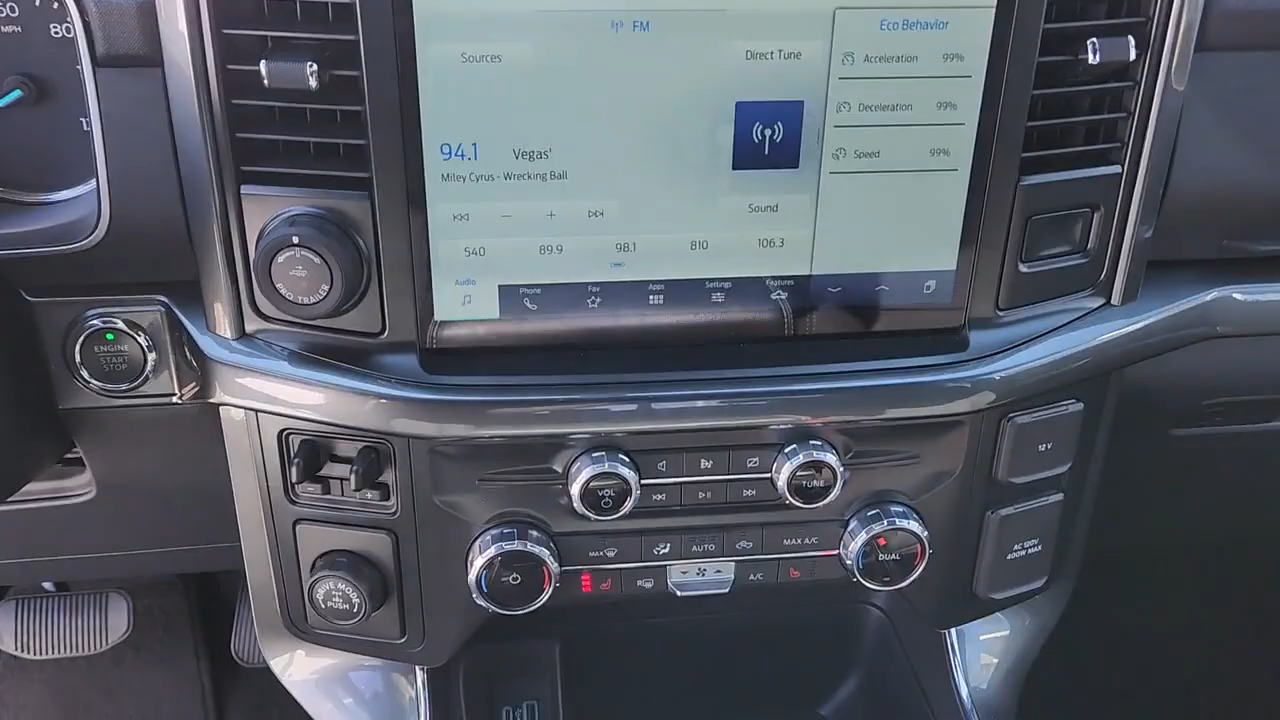 60
MPH
80
FM
Sources
Direct Tune
94.1
Vegas'
Miley Cyrus - Wrecking Ball
Sound
540
89.9
98.1
810
106.3
Audio
Phone
Fav
Apps
Settings
Features
Eco Behavior
Acceleration 99%
Deceleration 99%
Speed 99%
PRO TRAILER
ENGINE
START
STOP
VOL
TUNE
12 V
AC 120V
400W MAX
MAX
AUTO
MAX A/C
DUAL
OFF
R
A/C
DRIVE MODE
PUSH